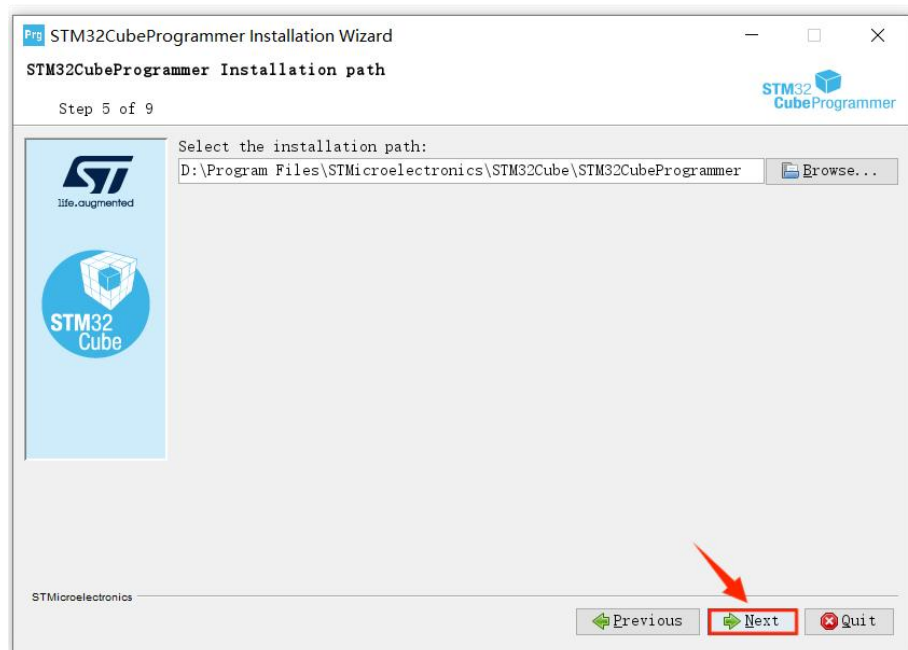 Prg STM32CubeProgrammer Installation Wizard
STM32CubeProgrammer Installation path
Step 5 of 9
STM32
CubeProgrammer
Select the installation path:
D:\Program Files\STMicroelectronics\STM32Cube\STM32CubeProgrammer
Browse...
life.augmented
STM32
Cube
STMicroelectronics
Previous
Next
Quit